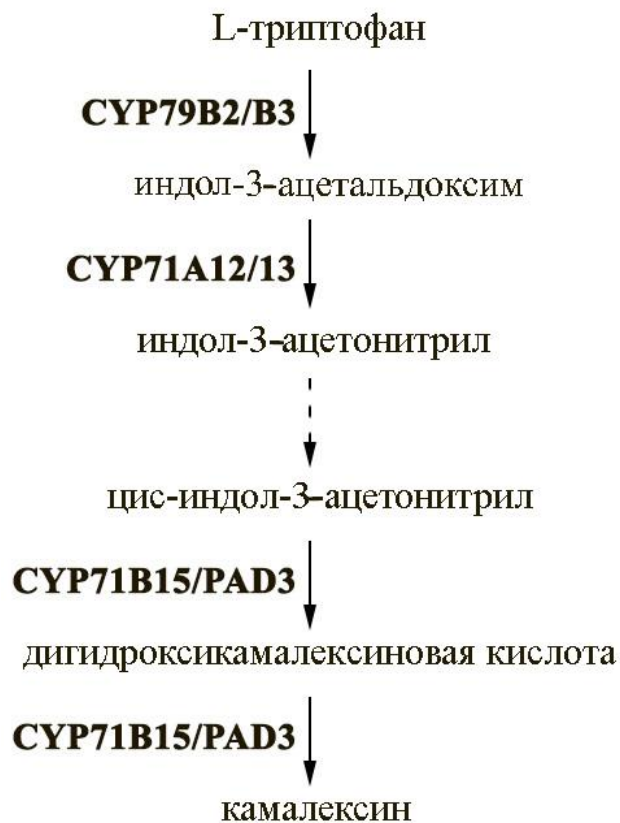 L-триптофан
CYP79B2/B3
индол-3-ацетальдоксим
CYP71A12/13
индол-3-ацетонитрил
цис-индол-3-ацетонитрил
CYP71B15/PAD3
дигидроксикамалексиновая кислота
CYP71B15/PAD3
камалексин